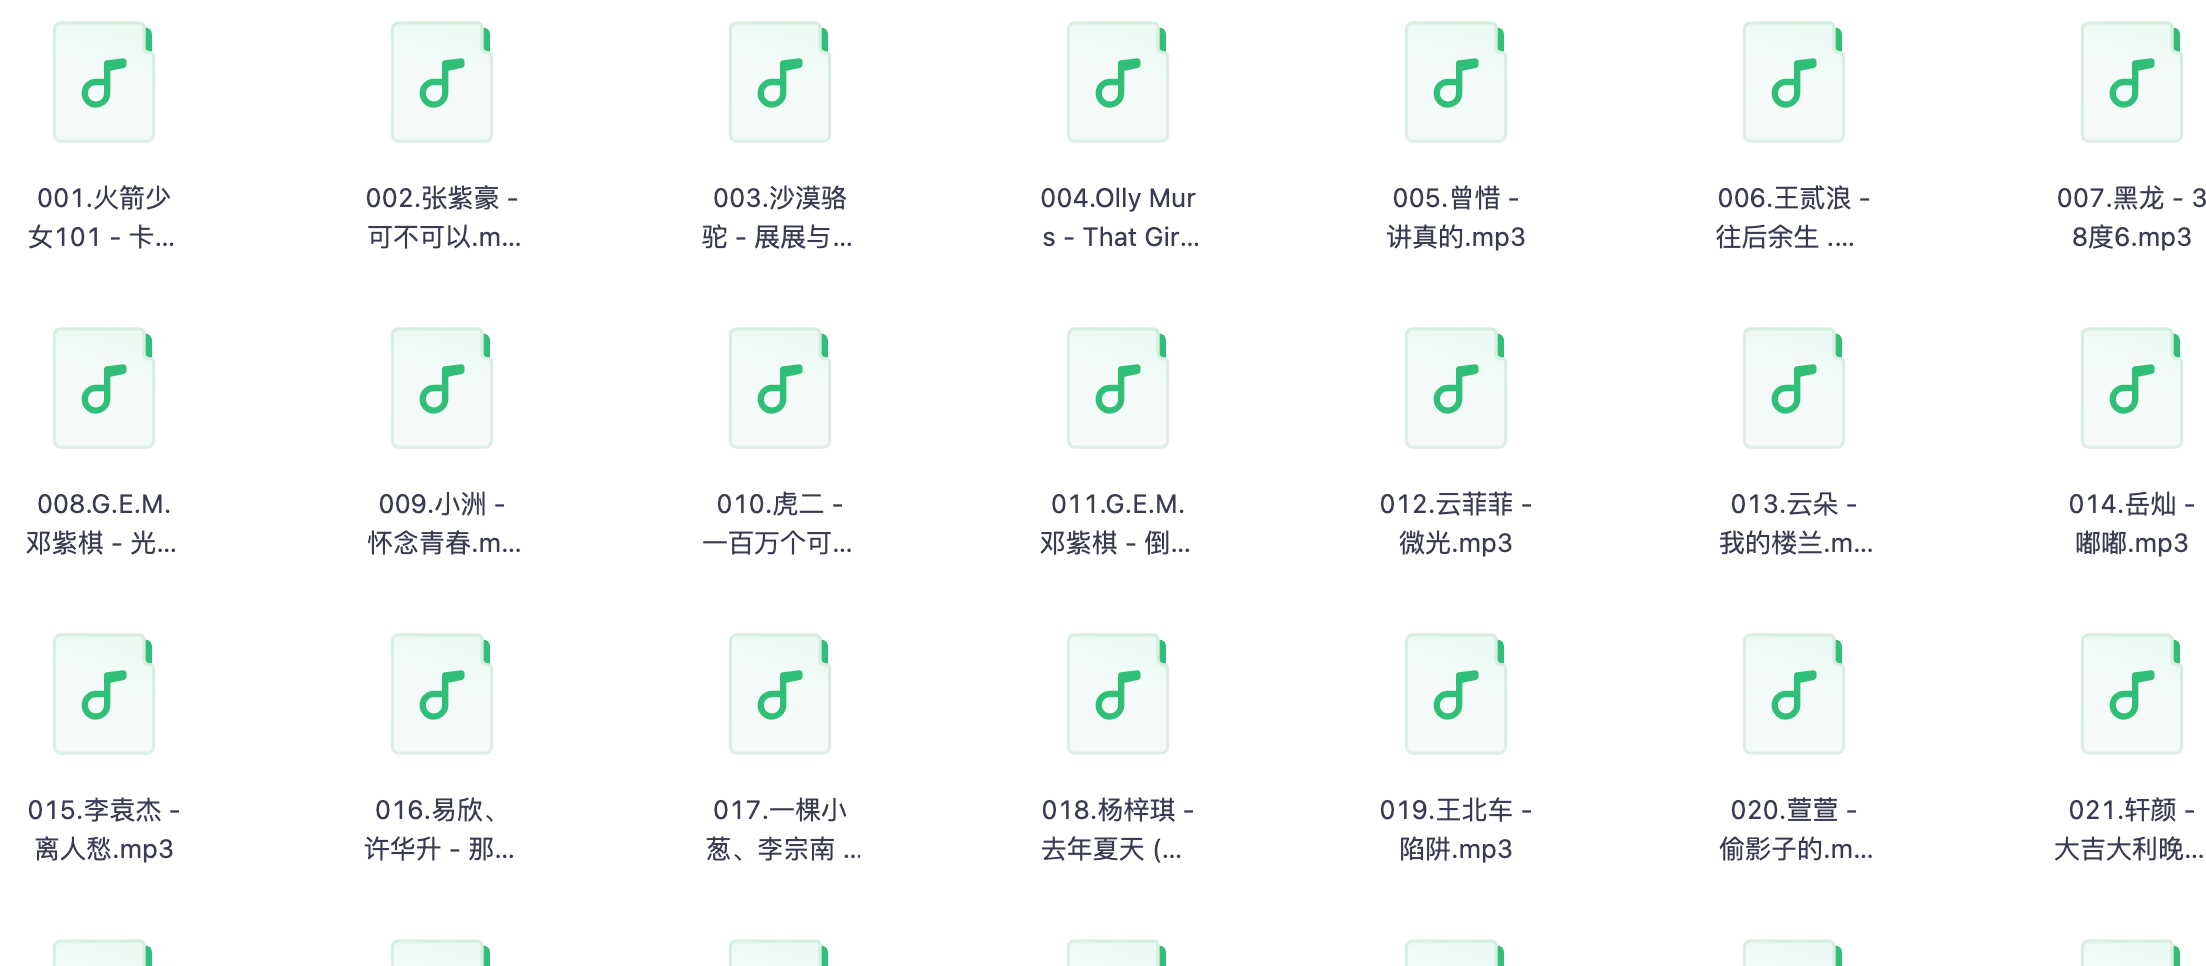 001.火箭少
女101 - 卡...
002.张紫豪 -
可不可以.m...
003.沙漠骆
驼 - 展展与...
004.Olly Mur
s - That Gir...
005.曾惜 -
讲真的.mp3
006.王贰浪 -
往后余生 ....
007.黑龙 - 3
8度6.mp3
008.G.E.M.
邓紫棋 - 光...
009.小洲 -
怀念青春.m...
010.虎二 -
一百万个可...
011.G.E.M.
邓紫棋 - 倒...
012.云菲菲 -
微光.mp3
013.云朵 -
我的楼兰.m...
014.岳灿 -
嘟嘟.mp3
015.李袁杰 -
离人愁.mp3
016.易欣、
许华升 - 那...
017.一棵小
葱、李宗南 ...
018.杨梓琪 -
去年夏天 (...
019.王北车 -
陷阱.mp3
020.萱萱 -
偷影子的.m...
021.轩颜 -
大吉大利晚...